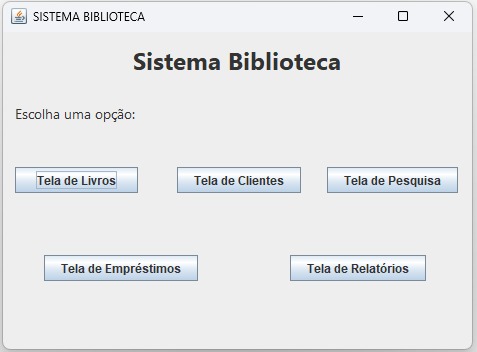 SISTEMA BIBLIOTECA
Sistema Biblioteca
Escolha uma opção:
Tela de Livros
Tela de Clientes
Tela de Pesquisa
Tela de Empréstimos
Tela de Relatórios